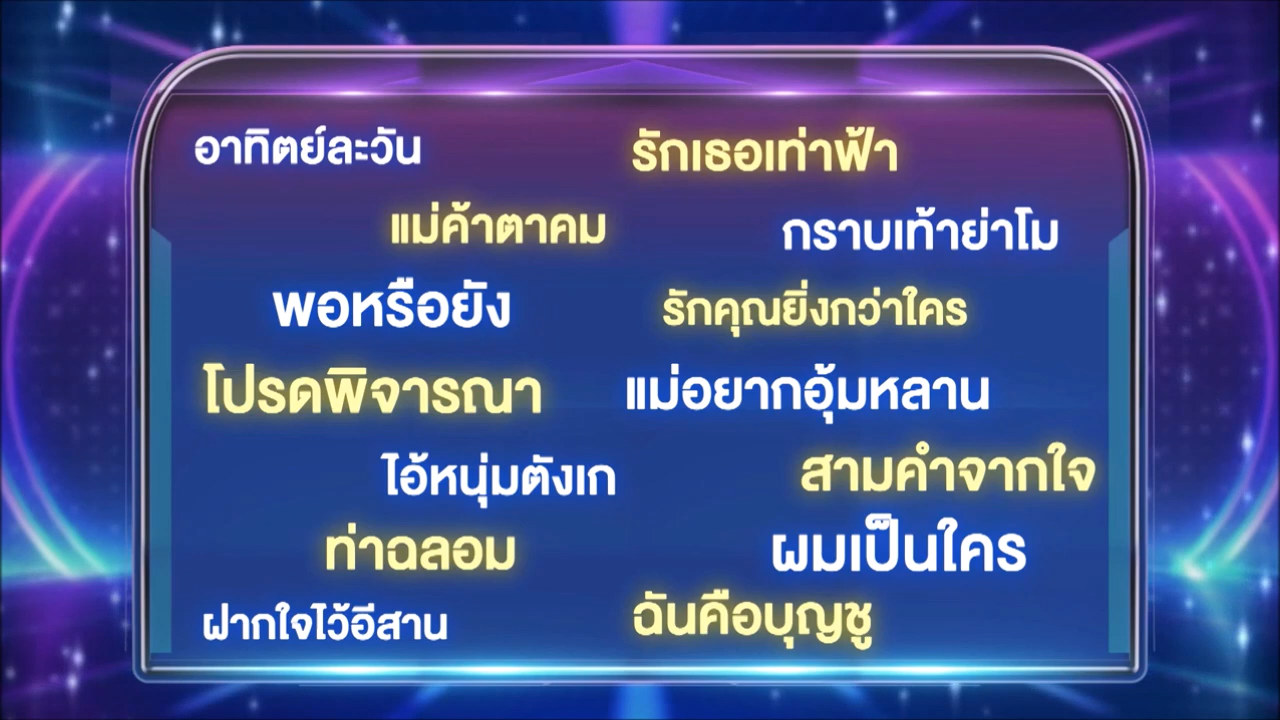 อาทิตย์ละวัน
รักเธอเท่าฟ้า
แม่ค้าตาคม
กราบเท้าย่าโม
พอหรือยัง
รักคุณยิ่งกว่าใคร
โปรดพิจารณา
แม่อยากอุ้มหลาน
ไอ้หนุ่มตังเก
สามคำจากใจ
ท่าฉลอม
ผมเป็นใคร
ฝากใจไว้อีสาน
ฉันคือบุญชู